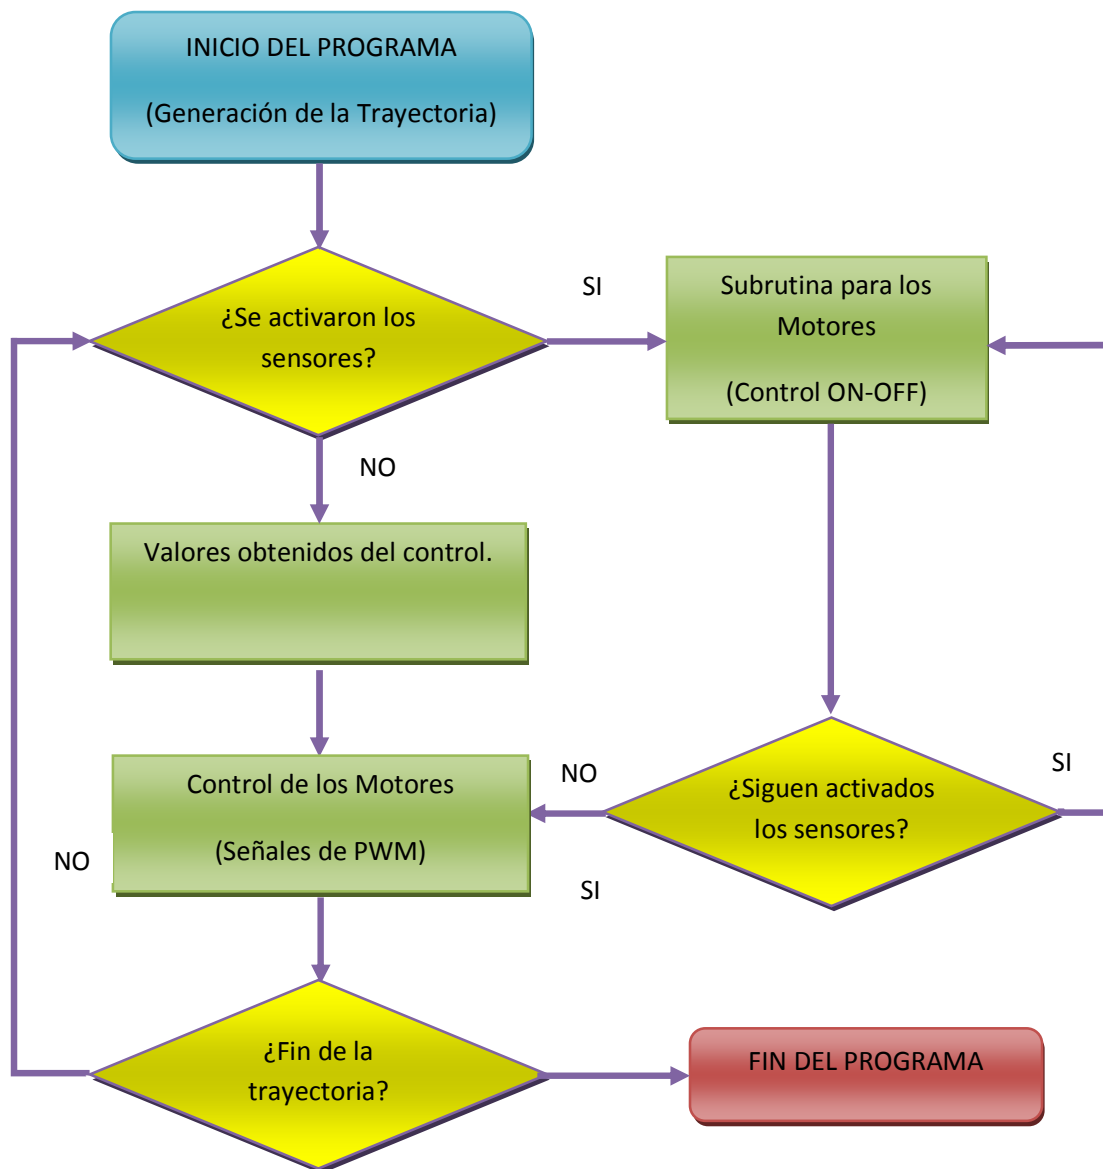 INICIO DEL PROGRAMA
(Generación de la Trayectoria)
¿Se activaron los
sensores?
SI
Subrutina para los
Motores
(Control ON-OFF)
NO
Valores obtenidos del control.
Control de los Motores
(Señales de PWM)
NO
¿Siguen activados
los sensores?
SI
NO
SI
¿Fin de la
trayectoria?
FIN DEL PROGRAMA